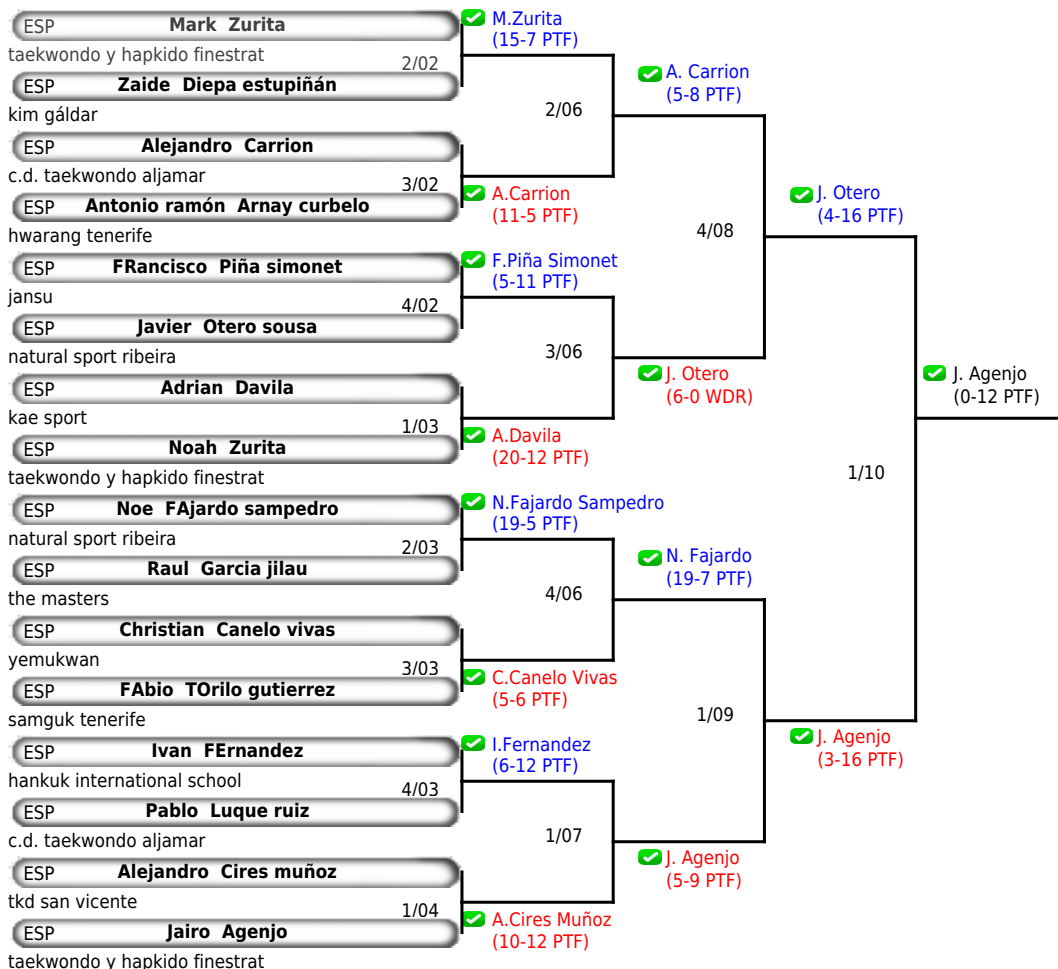 ESP Mark Zurita
taekwondo y hapkido finestrat
2/02
ESP Zaide Diepa estupiñán
kim gáldar
ESP Alejandro Carrion
c.d. taekwondo aljamar
3/02
ESP Antonio ramón Arnay curbelo
hwarang tenerife
ESP FRancisco Piña simonet
jansu
4/02
ESP Javier Otero sousa
natural sport ribeira
ESP Adrian Davila
kae sport
1/03
ESP Noah Zurita
taekwondo y hapkido finestrat
ESP Noe FAjardo sampedro
natural sport ribeira
2/03
ESP Raul Garcia jilau
the masters
ESP Christian Canelo vivas
yemukwan
3/03
ESP FAbio TOrilo gutierrez
samguk tenerife
ESP Ivan FErnandez
hankuk international school
4/03
ESP Pablo Luque ruiz
c.d. taekwondo aljamar
ESP Alejandro Cires muñoz
tkd san vicente
1/04
ESP Jairo Agenjo
taekwondo y hapkido finestrat
M.Zurita
(15-7 PTF)
2/06
A.Carrion
(11-5 PTF)
F.Piña Simonet
(5-11 PTF)
3/06
A.Davila
(20-12 PTF)
N.Fajardo Sampedro
(19-5 PTF)
4/06
C.Canelo Vivas
(5-6 PTF)
I.Fernandez
(6-12 PTF)
1/07
A.Cires Muñoz
(10-12 PTF)
A. Carrion
(5-8 PTF)
4/08
J. Otero
(6-0 WDR)
N. Fajardo
(19-7 PTF)
1/09
J. Agenjo
(5-9 PTF)
J. Otero
(4-16 PTF)
1/10
J. Agenjo
(3-16 PTF)
J. Agenjo
(0-12 PTF)